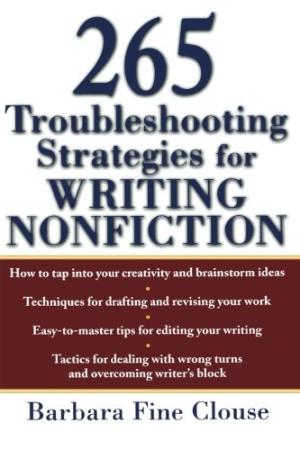 265
Troubleshooting
Strategies for
WRITING
NONFICTION
How to tap into your creativity and brainstorm ideas
•
Techniques for drafting and revising your work
•
Easy-to-master tips for editing your writing
•
Tactics for dealing with wrong turns
and overcoming writer's block
Barbara Fine Clouse